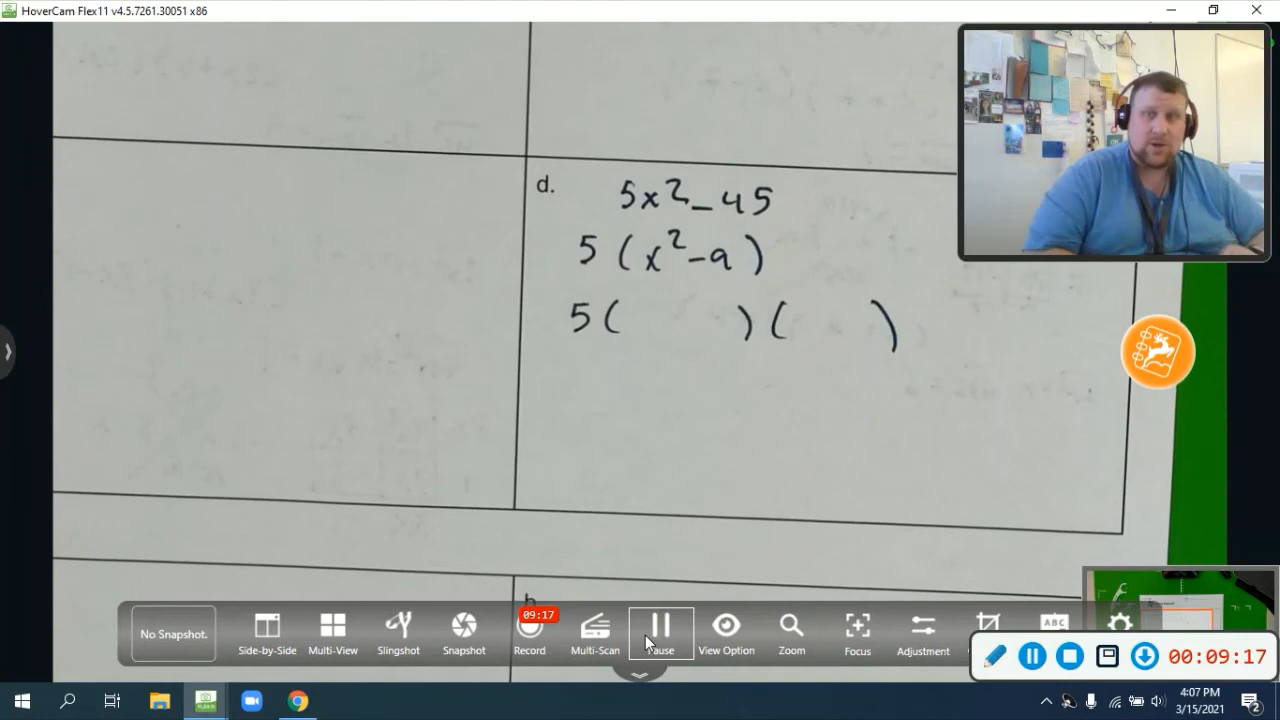 HoverCam Flex11 v4.5.7261.30051 x86
d. 5x2-45
5(x2-9)
5( )( )
09:17
No Snapshot.
Side-by-Side
Multi-View
Slingshot
Snapshot
Record
Multi-Scan
Pause
View Option
Zoom
Focus
Adjustment
ABC
00:09:17
4:07 PM
3/15/2021
2